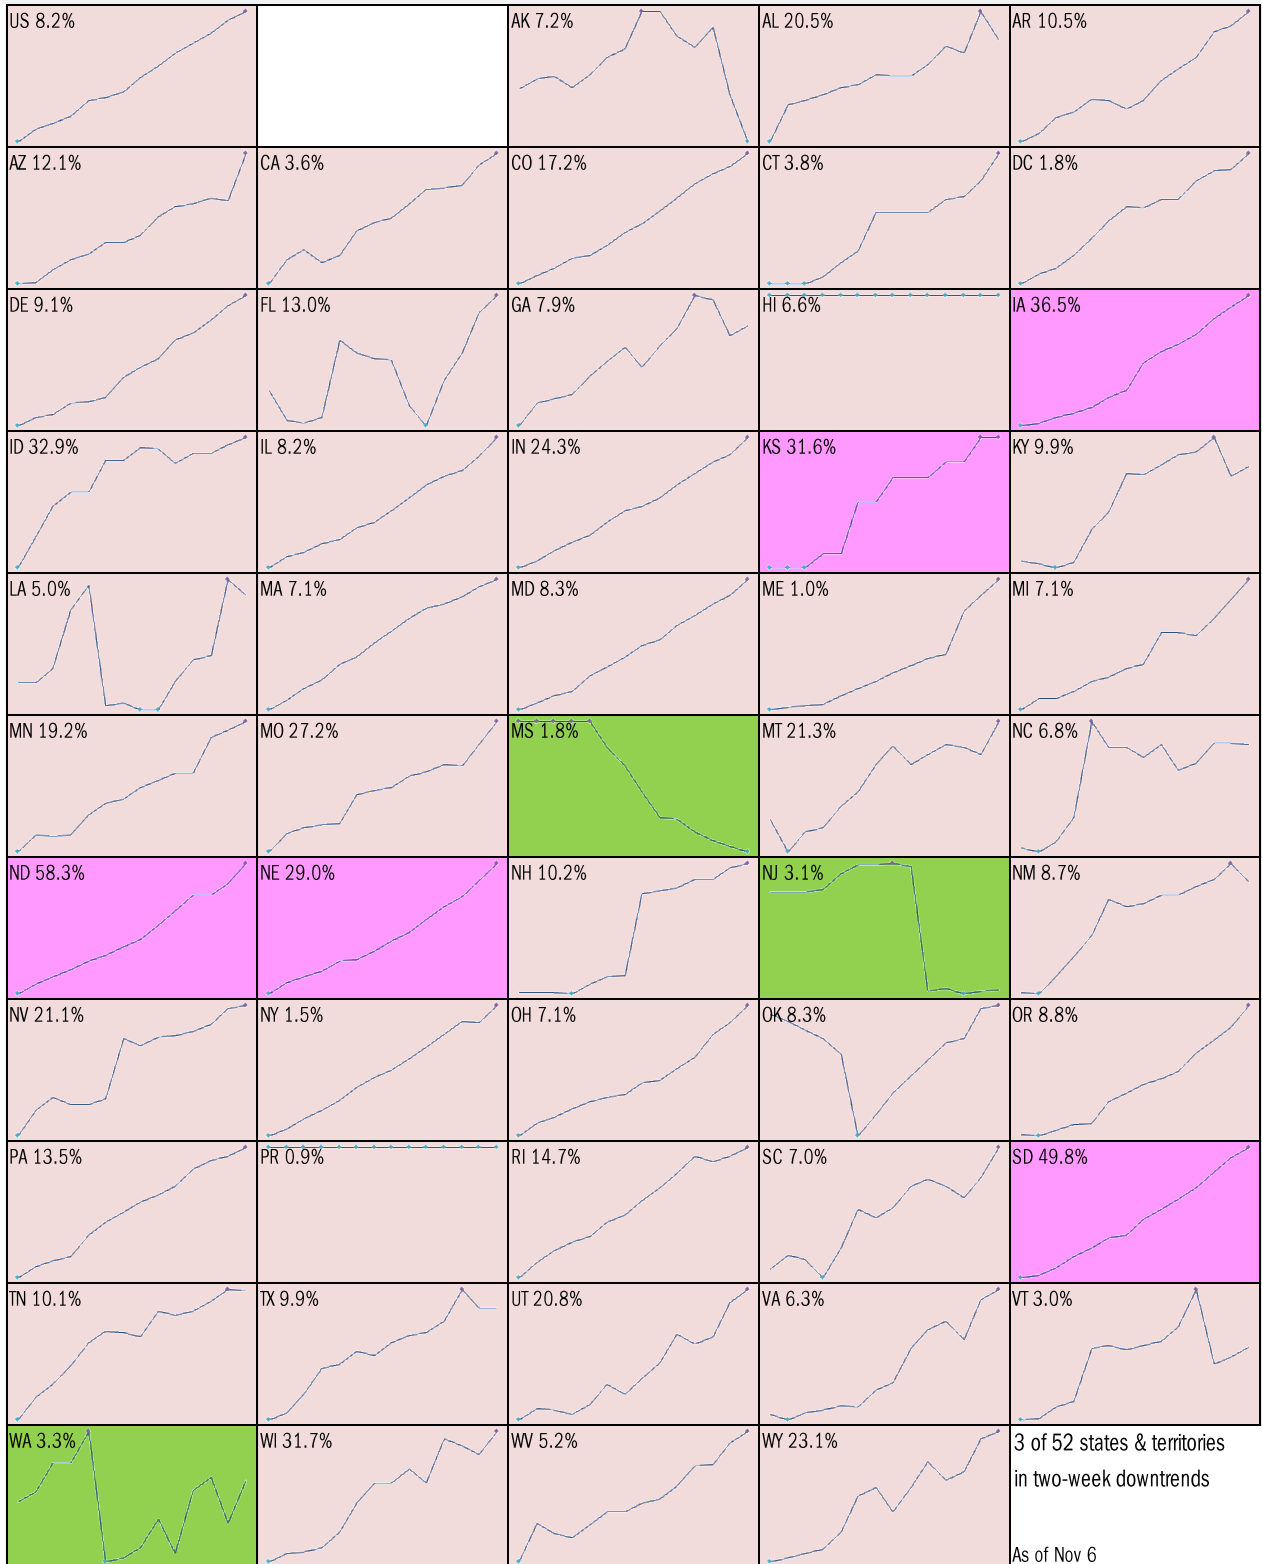 US 8.2%
AK 7.2%
AL 20.5%
AR 10.5%
AZ 12.1%
CA 3.6%
CO 17.2%
CT 3.8%
DC 1.8%
DE 9.1%
FL 13.0%
GA 7.9%
HI 6.6%
IA 36.5%
ID 32.9%
IL 8.2%
IN 24.3%
KS 31.6%
KY 9.9%
LA 5.0%
MA 7.1%
MD 8.3%
ME 1.0%
MI 7.1%
MN 19.2%
MO 27.2%
MS 1.8%
MT 21.3%
NC 6.8%
ND 58.3%
NE 29.0%
NH 10.2%
NJ 3.1%
NM 8.7%
NV 21.1%
NY 1.5%
OH 7.1%
OK 8.3%
OR 8.8%
PA 13.5%
PR 0.9%
RI 14.7%
SC 7.0%
SD 49.8%
TN 10.1%
TX 9.9%
UT 20.8%
VA 6.3%
VT 3.0%
WA 3.3%
WI 31.7%
WV 5.2%
WY 23.1%
3 of 52 states & territories
in two-week downtrends
As of Nov 6